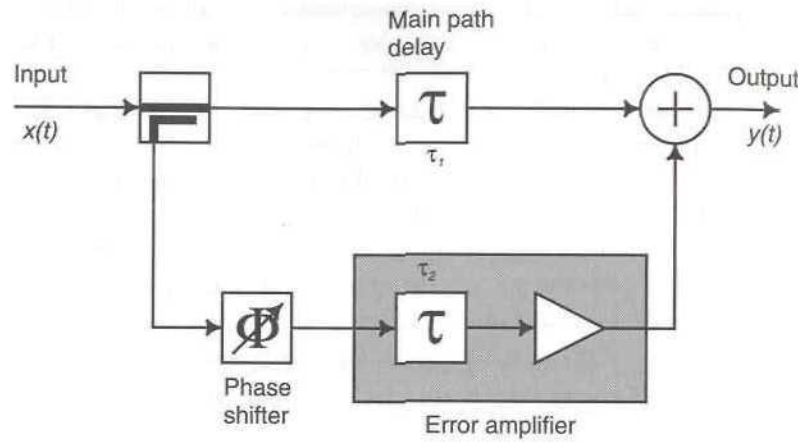 Main path
delay
Input
Output
τ
x(t)
y(t)
τ₁
τ₂
Φ
τ
Phase
shifter
Error amplifier